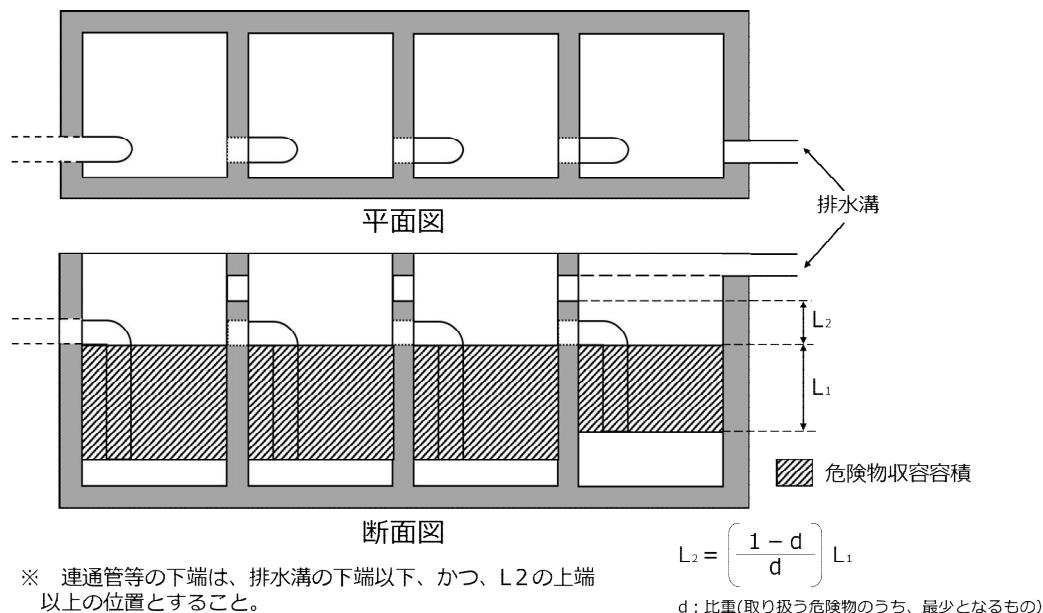 平面図
排水溝
L₂
L₁
危険物収容容積
断面図
L₂ = ( 1 − d / d ) L₁
※　連通管等の下端は、排水溝の下端以下、かつ、L２の上端
以上の位置とすること。
d：比重(取り扱う危険物のうち、最少となるもの)